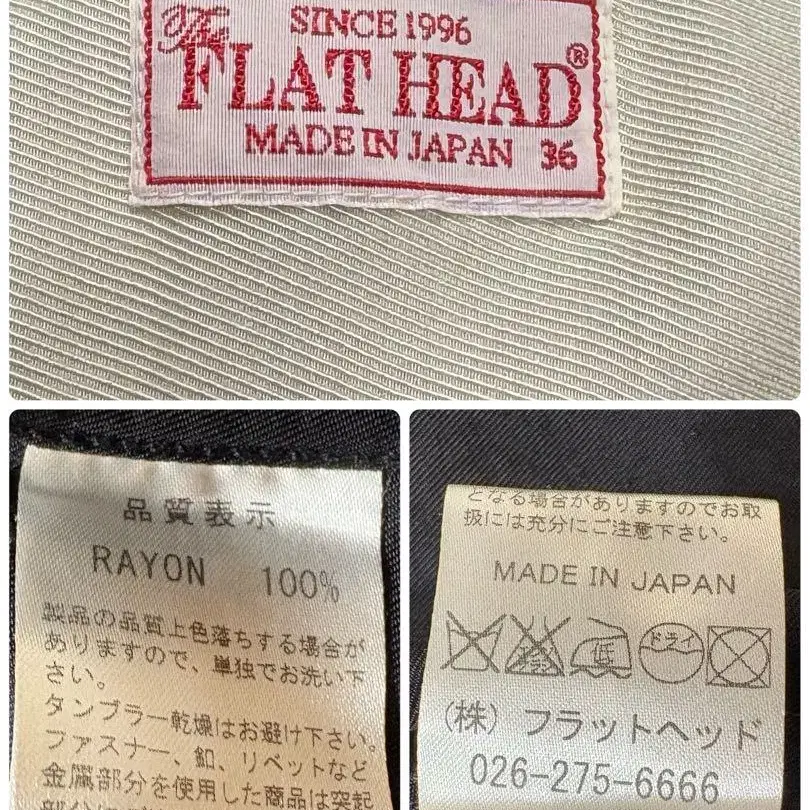 SINCE 1996
The
FLAT HEAD®
MADE IN JAPAN 36
品質表示
RAYON 100%
製品の品質上色落ちする場合が
ありますので、単独でお洗い下
さい。
タンブラー乾燥はお避け下さい。
ファスナー、釦、リベットなど
金属部分を使用した商品は突起
となる場合がありますのでお取
扱には充分にご注意下さい。
MADE IN JAPAN
低
ドライ
(株) フラットヘッド
026-275-6666